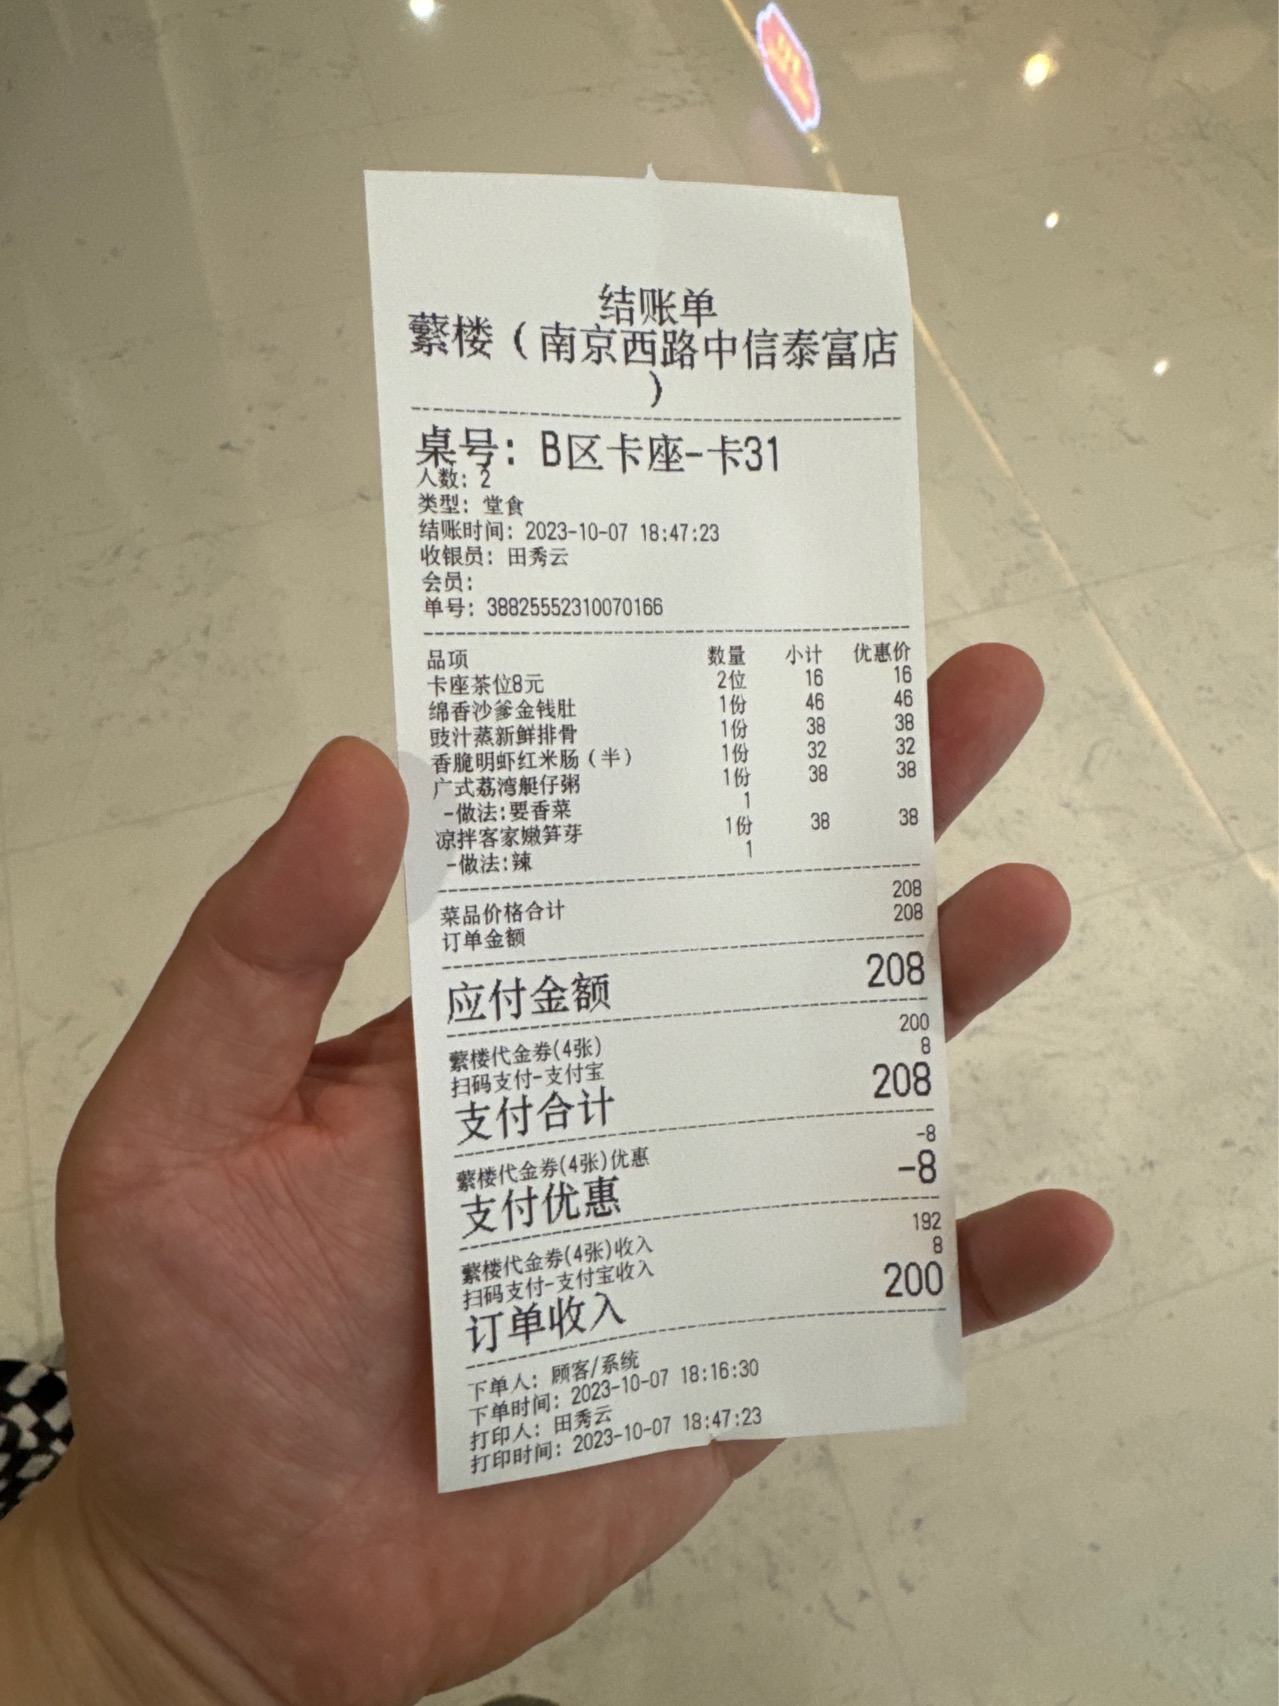 结账单
蘩楼（南京西路中信泰富店
）
桌号: B区卡座-卡31
人数: 2
类型: 堂食
结账时间: 2023-10-07 18:47:23
收银员: 田秀云
会员:
单号: 38825552310070166
品项 数量 小计 优惠价
卡座茶位8元 2位 16 16
绵香沙爹金钱肚 1份 46 46
豉汁蒸新鲜排骨 1份 38 38
香脆明虾红米肠（半） 1份 32 32
广式荔湾艇仔粥 1份 38 38
-做法:要香菜 1
凉拌客家嫩笋芽 1份 38 38
-做法:辣 1
菜品价格合计 208
订单金额 208
应付金额 208
蘩楼代金券(4张) 200
扫码支付-支付宝 8
支付合计 208
蘩楼代金券(4张)优惠 -8
支付优惠 -8
蘩楼代金券(4张)收入 192
扫码支付-支付宝收入 8
订单收入 200
下单人: 顾客/系统
下单时间: 2023-10-07 18:16:30
打印人: 田秀云
打印时间: 2023-10-07 18:47:23